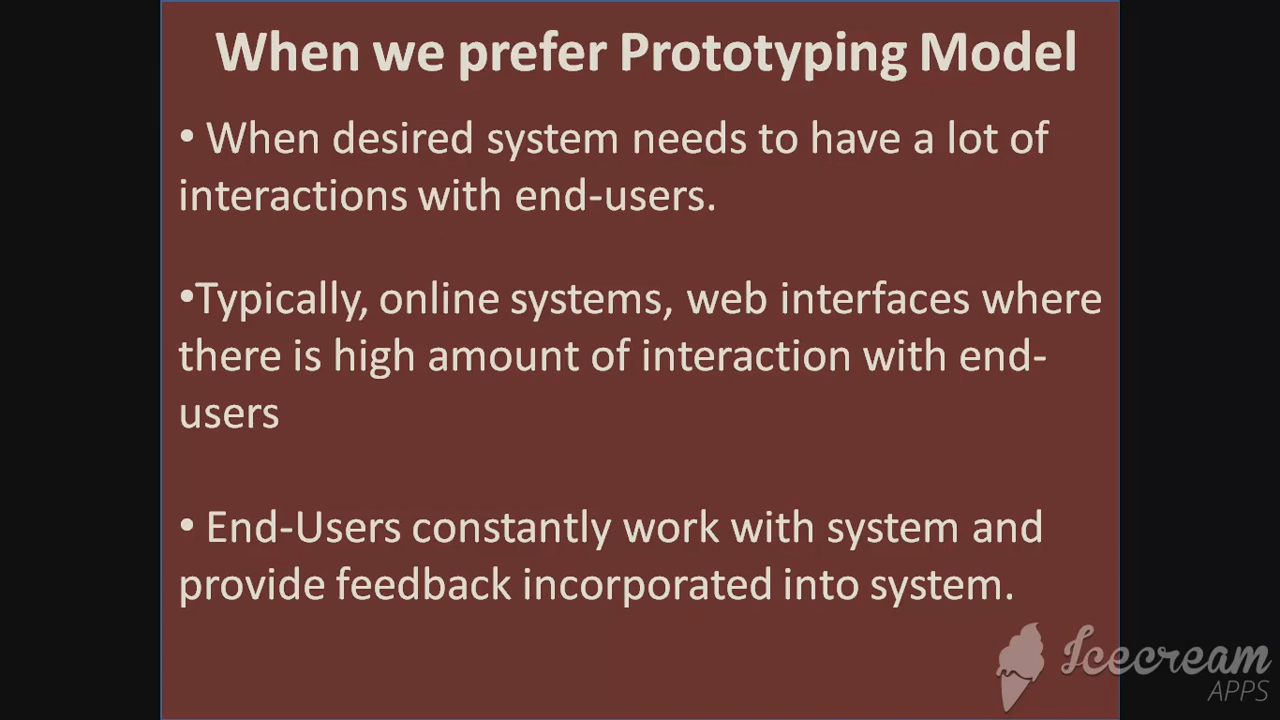 When we prefer Prototyping Model
• When desired system needs to have a lot of
interactions with end-users.
•Typically, online systems, web interfaces where
there is high amount of interaction with end-
users
• End-Users constantly work with system and
provide feedback incorporated into system.
Icecream
APPS